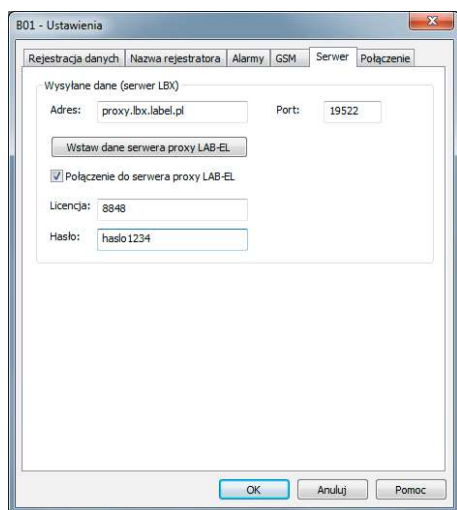 B01 - Ustawienia
Rejestracja danych Nazwa rejestratora Alarmy GSM Serwer Połączenie
Wysyłane dane (serwer LBX)
Adres: proxy.lbx.label.pl Port: 19522
Wstaw dane serwera proxy LAB-EL
Połączenie do serwera proxy LAB-EL
Licencja: 8848
Hasło: haslo1234
OK Anuluj Pomoc